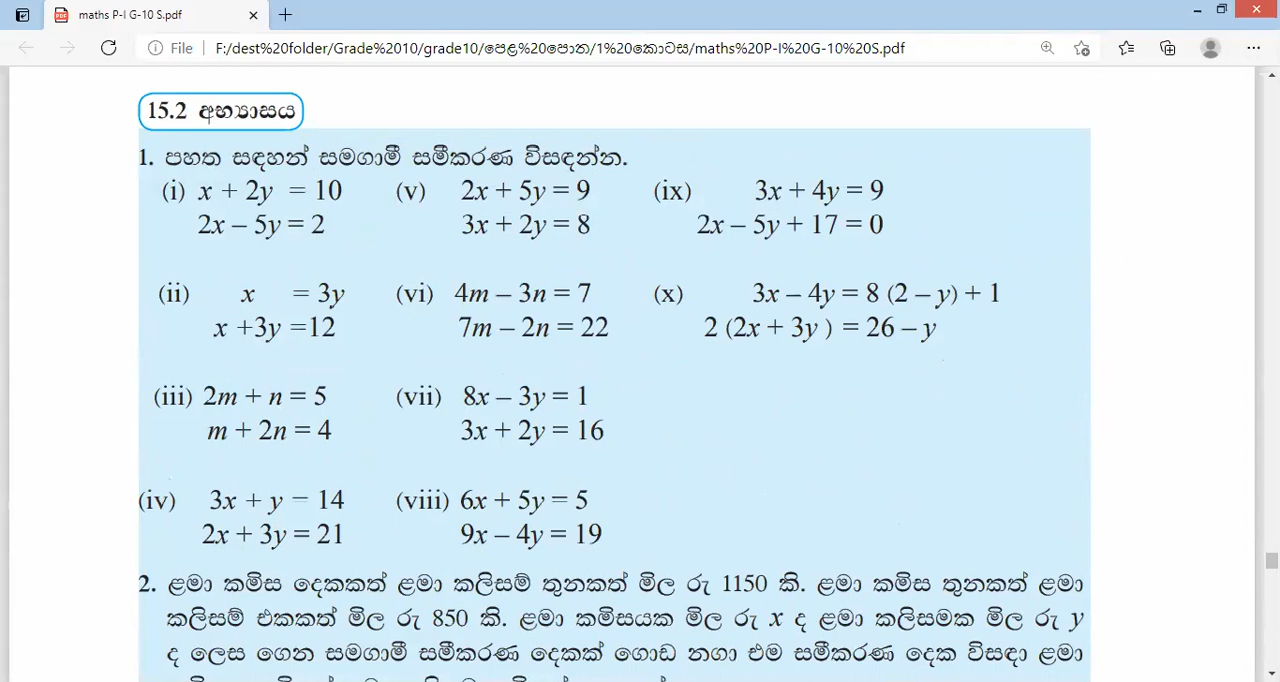 maths P-I G-10 S.pdf
File F:/dest%20folder/Grade%2010/grade10/පෙළ%20පොත/1%20කොටස/maths%20P-I%20G-10%20S.pdf
15.2 අභ්‍යාසය
1. පහත සඳහන් සමගාමී සමීකරණ විසඳන්න.
(i) x + 2y = 10 (v) 2x + 5y = 9 (ix) 3x + 4y = 9
2x – 5y = 2 3x + 2y = 8 2x – 5y + 17 = 0
(ii) x = 3y (vi) 4m – 3n = 7 (x) 3x – 4y = 8 (2 – y) + 1
x +3y =12 7m – 2n = 22 2 (2x + 3y ) = 26 – y
(iii) 2m + n = 5 (vii) 8x – 3y = 1
m + 2n = 4 3x + 2y = 16
(iv) 3x + y = 14 (viii) 6x + 5y = 5
2x + 3y = 21 9x – 4y = 19
2. ළමා කමිස දෙකකත් ළමා කලිසම් තුනකත් මිල රු 1150 කි. ළමා කමිස තුනකත් ළමා
කලිසම් එකකත් මිල රු 850 කි. ළමා කමිසයක මිල රු x ද ළමා කලිසමක මිල රු y
ද ලෙස ගෙන සමගාමී සමීකරණ දෙකක් ගොඩ නගා එම සමීකරණ දෙක විසඳා ළමා